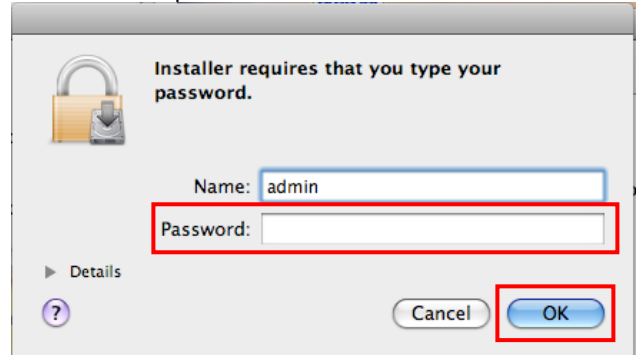 Installer requires that you type your
password.
Name: admin
Password:
Details
?
Cancel OK